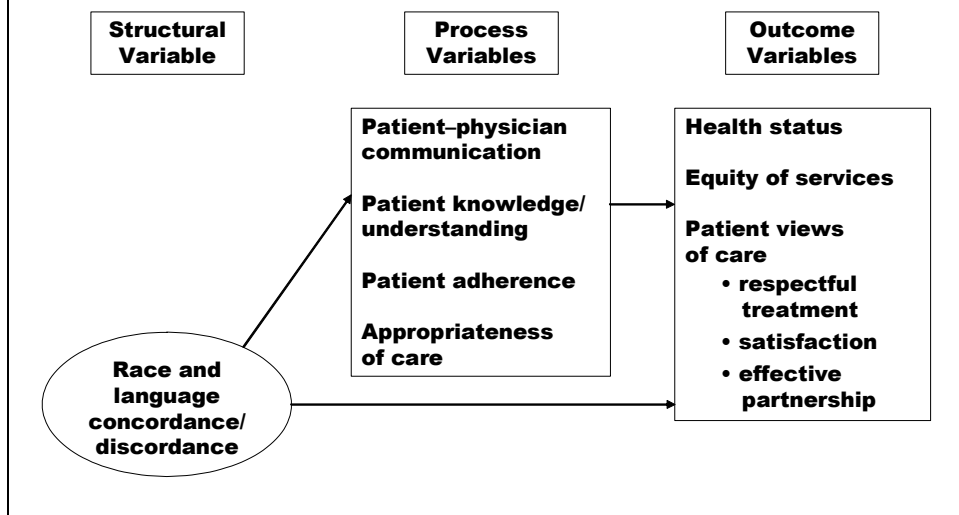 Structural
Variable
Process
Variables
Outcome
Variables
Patient–physician
communication
Patient knowledge/
understanding
Patient adherence
Appropriateness
of care
Health status
Equity of services
Patient views
of care
• respectful
treatment
• satisfaction
• effective
partnership
Race and
language
concordance/
discordance